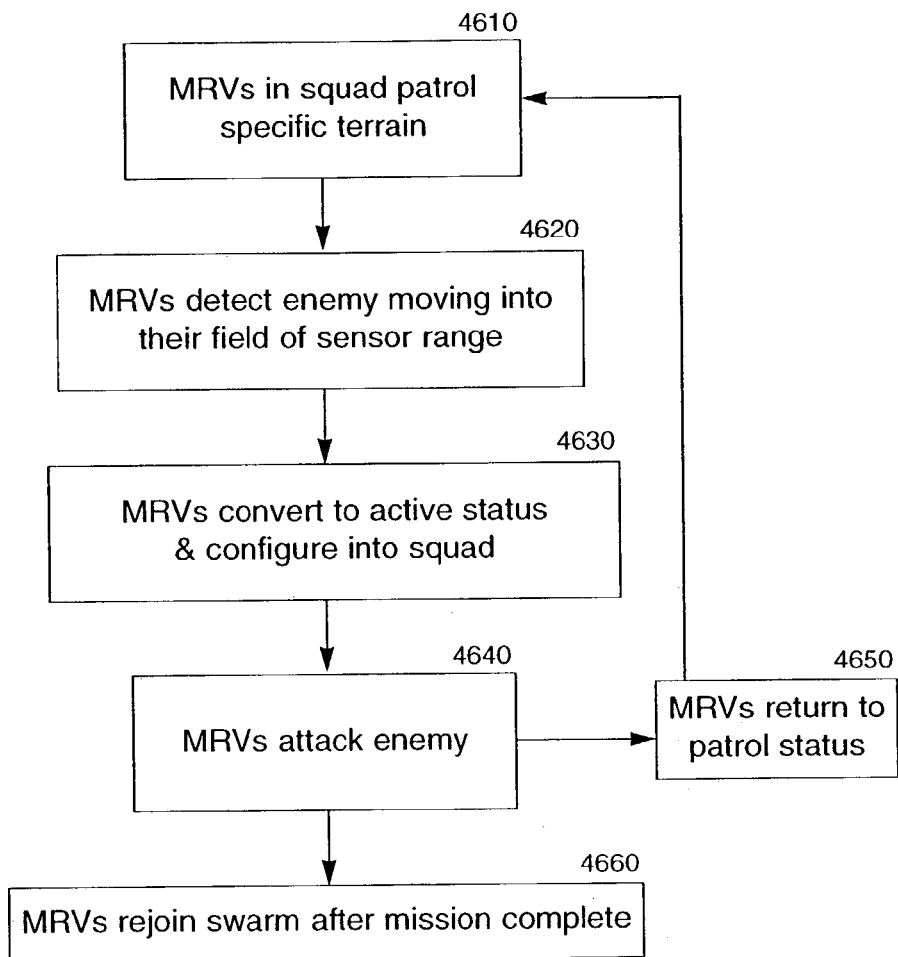 4610
MRVs in squad patrol
specific terrain
4620
MRVs detect enemy moving into
their field of sensor range
4630
MRVs convert to active status
& configure into squad
4640
MRVs attack enemy
4650
MRVs return to
patrol status
4660
MRVs rejoin swarm after mission complete